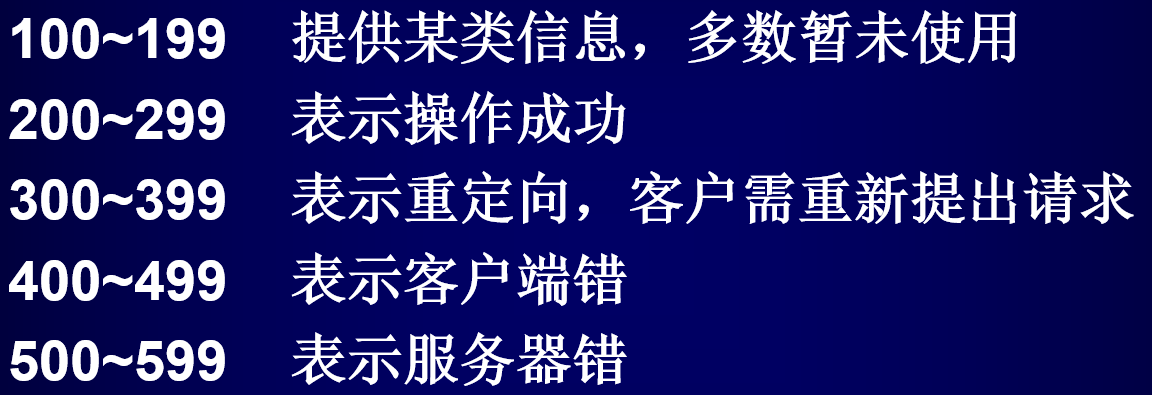 100~199 提供某类信息，多数暂未使用
200~299 表示操作成功
300~399 表示重定向，客户需重新提出请求
400~499 表示客户端错
500~599 表示服务器错